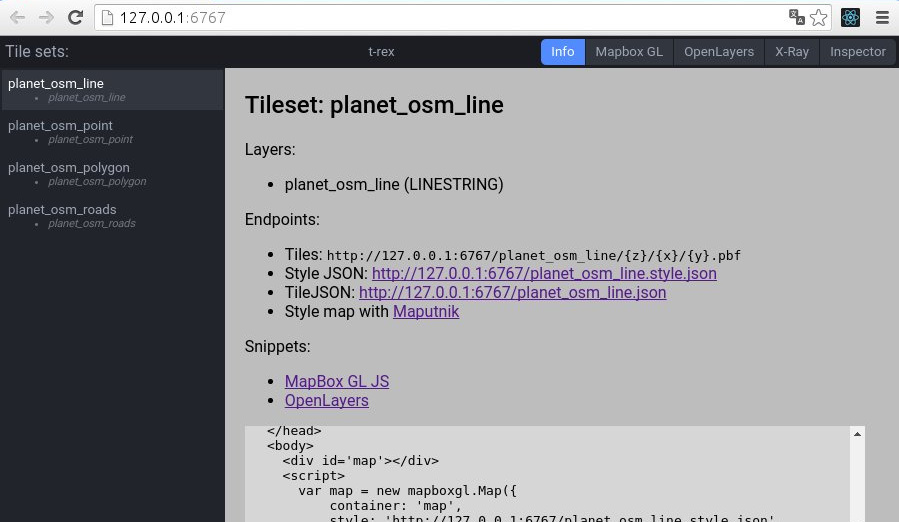 127.0.0.1:6767
Tile sets:
t-rex
Info
Mapbox GL
OpenLayers
X-Ray
Inspector
planet_osm_line
• planet_osm_line
planet_osm_point
• planet_osm_point
planet_osm_polygon
• planet_osm_polygon
planet_osm_roads
• planet_osm_roads
Tileset: planet_osm_line
Layers:
• planet_osm_line (LINESTRING)
Endpoints:
• Tiles: http://127.0.0.1:6767/planet_osm_line/{z}/{x}/{y}.pbf
• Style JSON: http://127.0.0.1:6767/planet_osm_line.style.json
• TileJSON: http://127.0.0.1:6767/planet_osm_line.json
• Style map with Maputnik
Snippets:
• MapBox GL JS
• OpenLayers
</head>
<body>
<div id='map'></div>
<script>
var map = new mapboxgl.Map({
container: 'map',
style: 'http://127.0.0.1:6767/planet_osm_line.style.json'